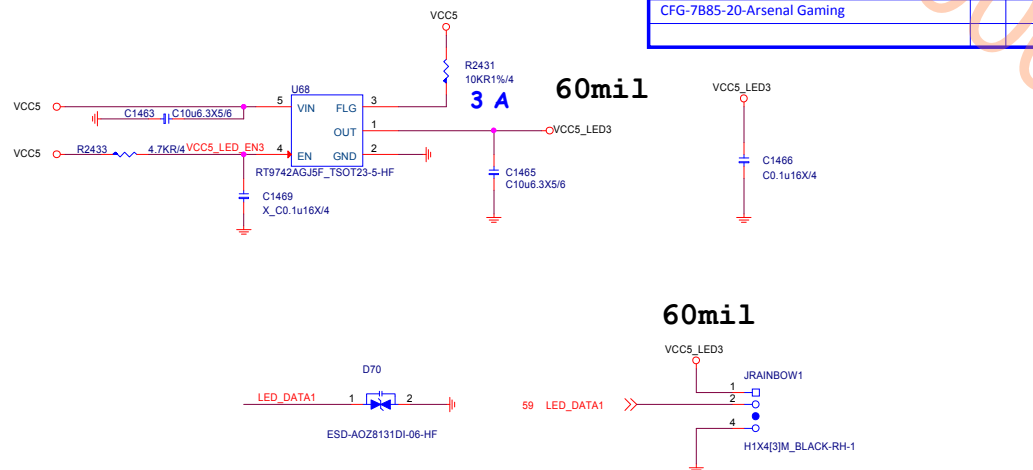 CFG-7B85-20-Arsenal Gaming
VCC5
R2431
10KR1%/4
3 A
60mil
VCC5_LED3
U68
VCC5
C1463
C10u6.3X5/6
5
VIN
FLG
3
OUT
1
VCC5_LED3
VCC5
R2433
4.7KR/4
VCC5_LED_EN3
4
EN
GND
2
RT9742AGJ5F_TSOT23-5-HF
C1465
C10u6.3X5/6
C1466
C0.1u16X/4
C1469
X_C0.1u16X/4
60mil
VCC5_LED3
D70
JRAINBOW1
LED_DATA1
1
2
59
LED_DATA1
1
2
4
ESD-AOZ8131DI-06-HF
H1X4[3]M_BLACK-RH-1